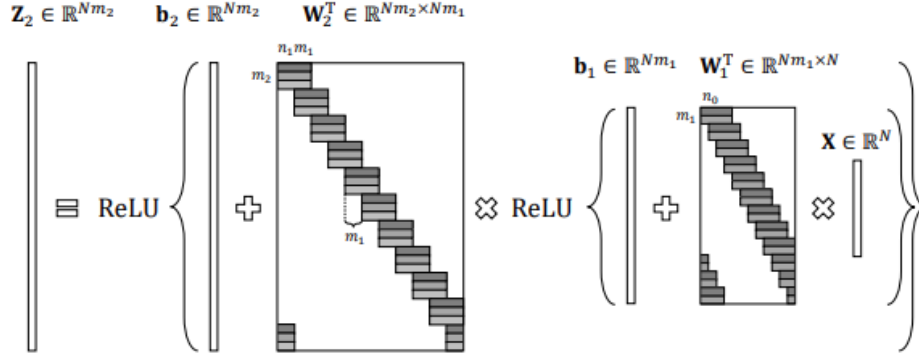 Z₂ ∈ ℝ^{Nm₂} b₂ ∈ ℝ^{Nm₂} W₂ᵀ ∈ ℝ^{Nm₂×Nm₁}
n₁m₁
m₂
b₁ ∈ ℝ^{Nm₁} W₁ᵀ ∈ ℝ^{Nm₁×N}
n₀
m₁
X ∈ ℝ^N
= ReLU { + × ReLU { + × } }
m₁